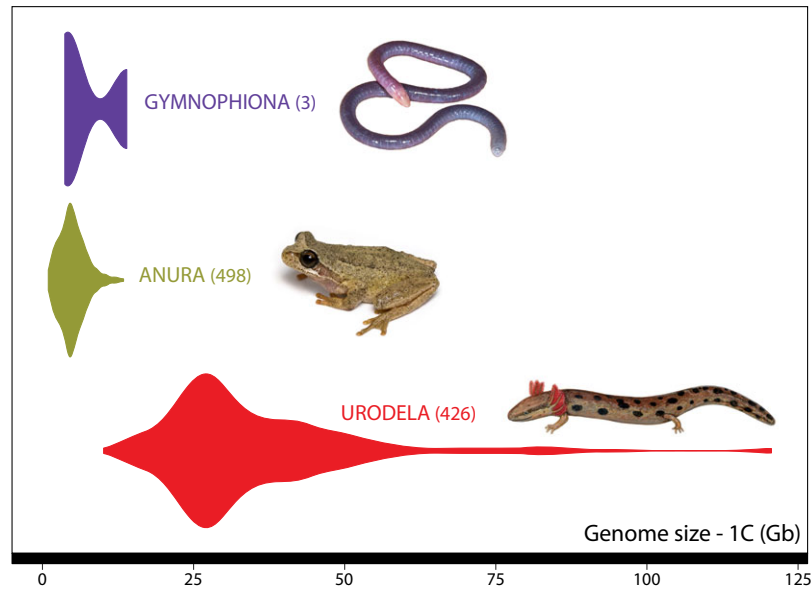 GYMNOPHIONA (3)
ANURA (498)
URODELA (426)
Genome size - 1C (Gb)
0 25 50 75 100 125